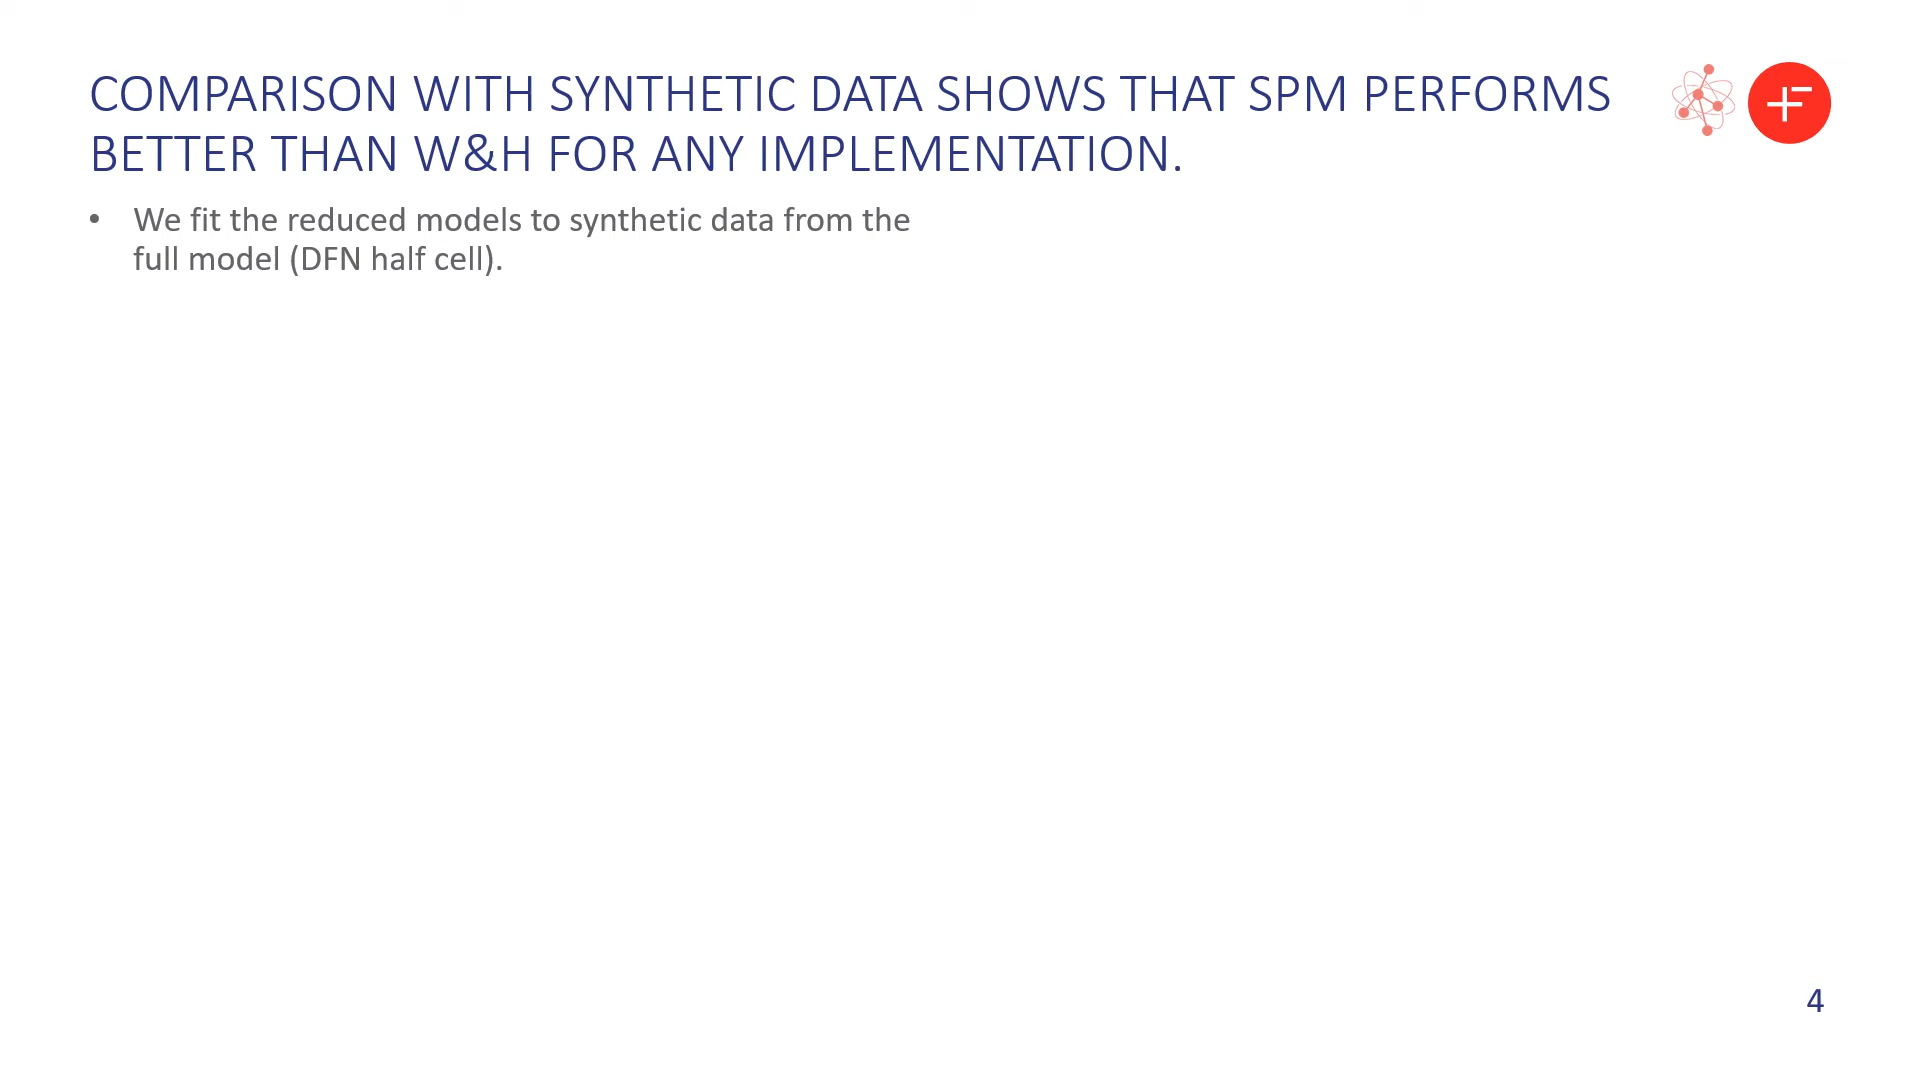 COMPARISON WITH SYNTHETIC DATA SHOWS THAT SPM PERFORMS
BETTER THAN W&H FOR ANY IMPLEMENTATION.
• We fit the reduced models to synthetic data from the
full model (DFN half cell).
4